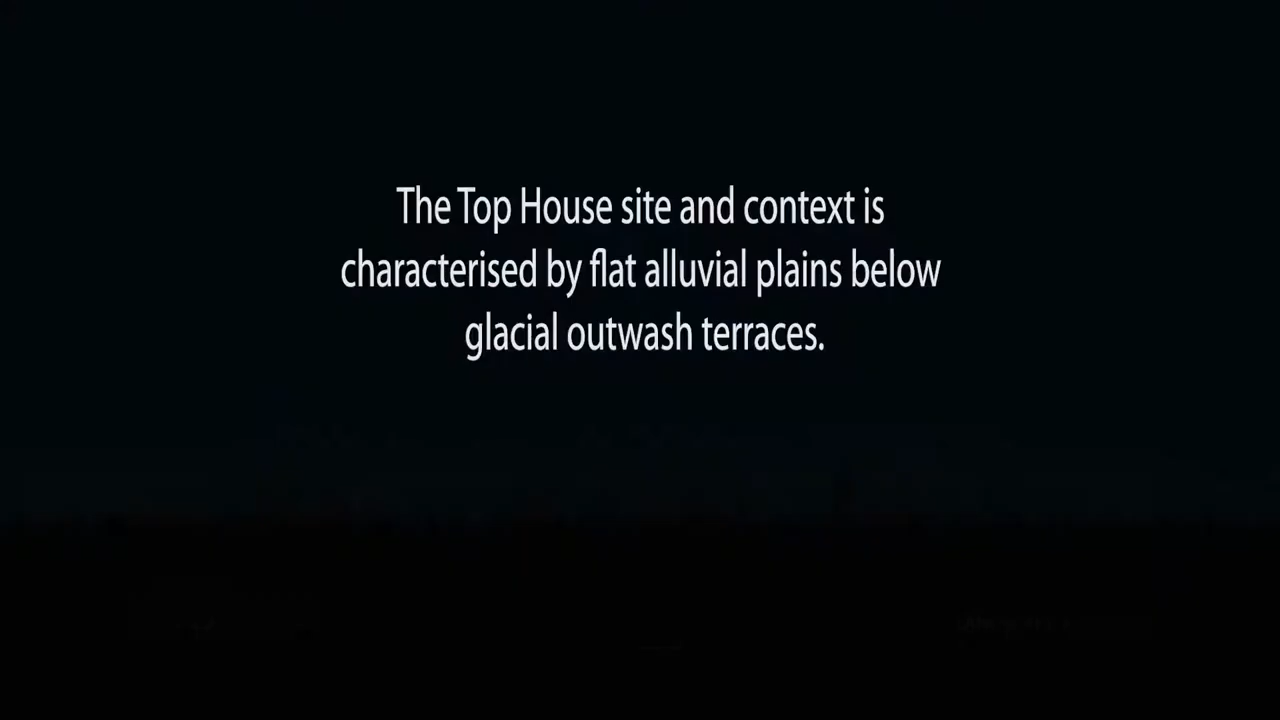 The Top House site and context is
characterised by flat alluvial plains below
glacial outwash terraces.